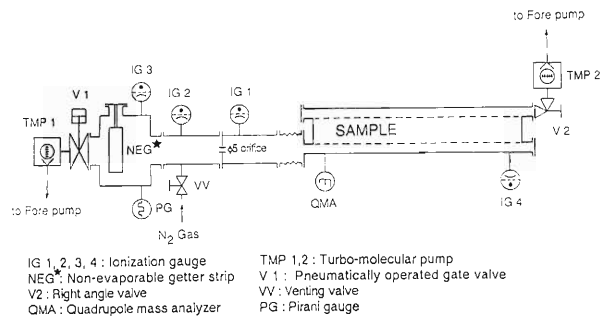 to Fore pump
IG 3
V 1
IG 2
IG 1
TMP 2
TMP 1
SAMPLE
V 2
NEG★
ϕ5 orifice
VV
QMA
IG 4
to Fore pump
PG
N₂ Gas
IG 1, 2, 3, 4 : Ionization gauge
NEG★: Non-evaporable getter strip
V2 : Right angle valve
QMA : Quadrupole mass analyzer
TMP 1,2 : Turbo-molecular pump
V 1 : Pneumatically operated gate valve
VV : Venting valve
PG : Pirani gauge